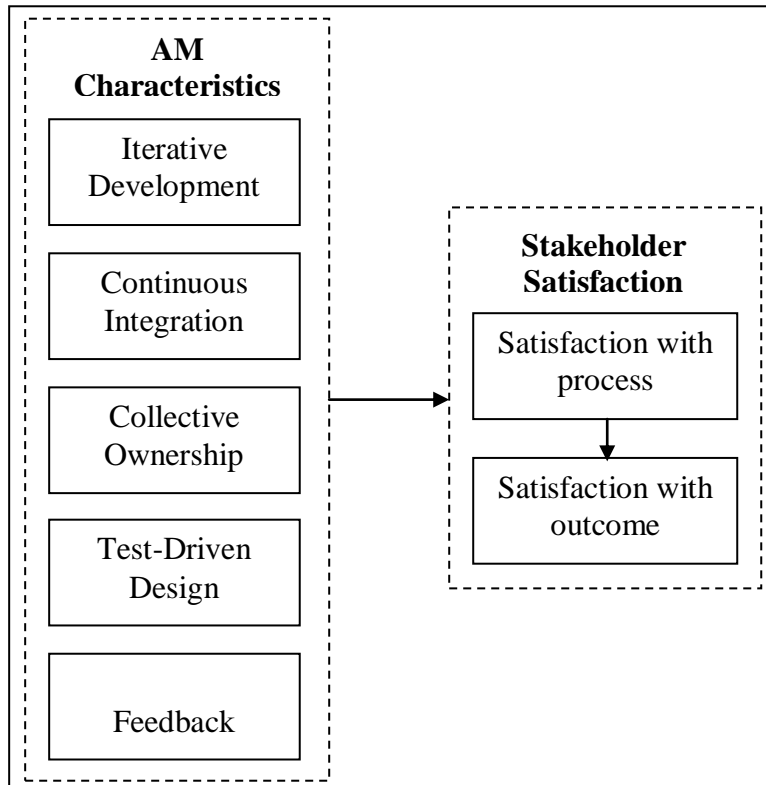 AM
Characteristics
Iterative
Development
Continuous
Integration
Collective
Ownership
Test-Driven
Design
Feedback
Stakeholder
Satisfaction
Satisfaction with
process
Satisfaction with
outcome